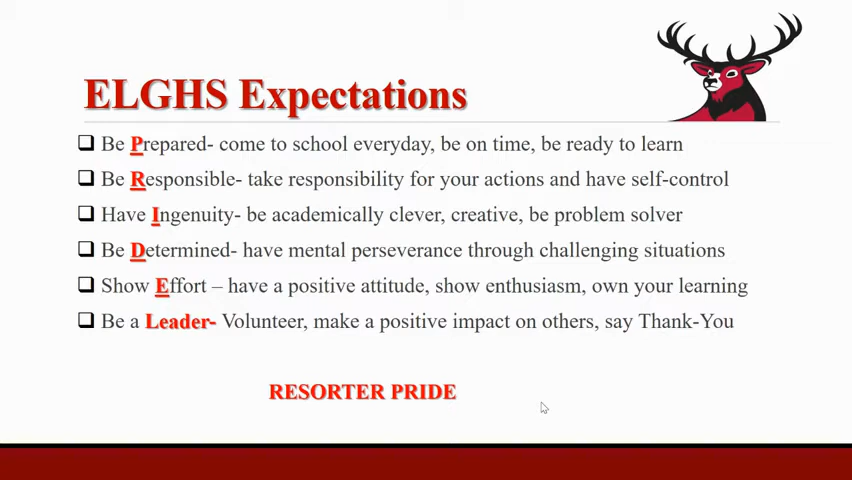 ELGHS Expectations
Be Prepared- come to school everyday, be on time, be ready to learn
Be Responsible- take responsibility for your actions and have self-control
Have Ingenuity- be academically clever, creative, be problem solver
Be Determined- have mental perseverance through challenging situations
Show Effort – have a positive attitude, show enthusiasm, own your learning
Be a Leader- Volunteer, make a positive impact on others, say Thank-You
RESORTER PRIDE